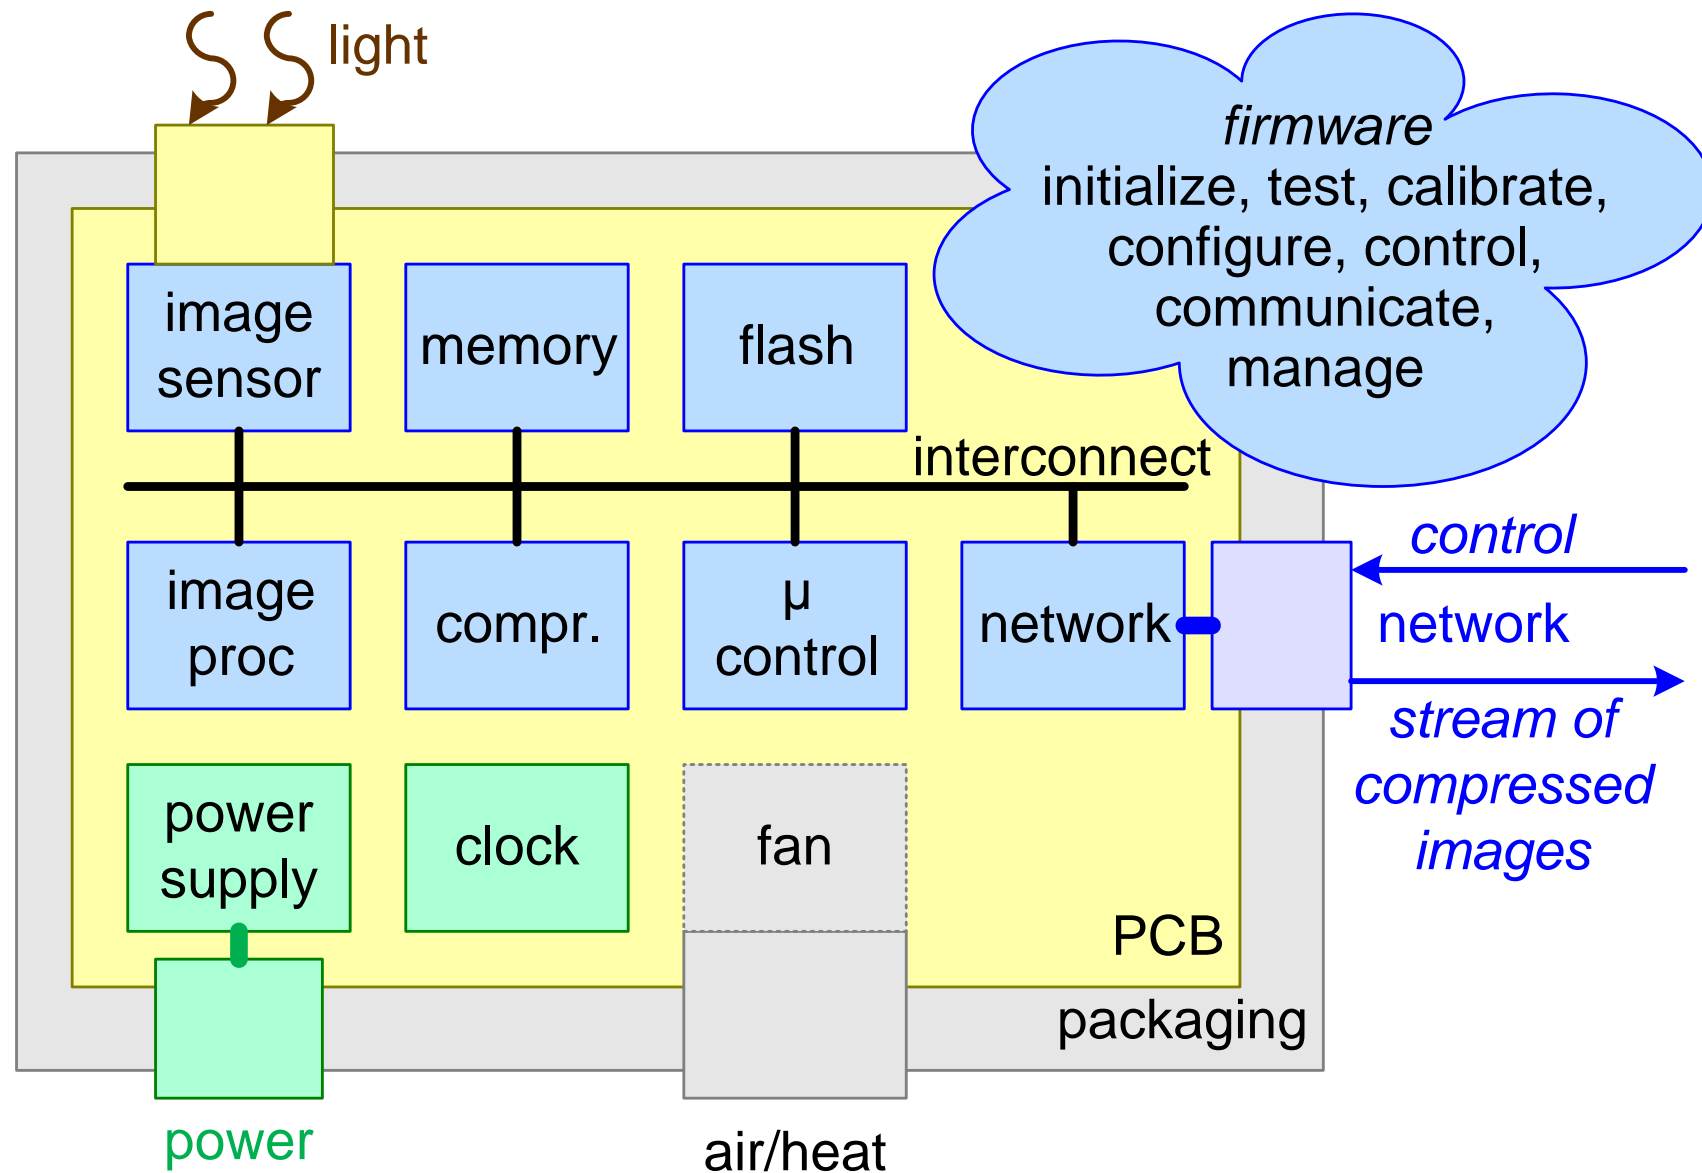 light
firmware
initialize, test, calibrate,
configure, control,
communicate,
manage
image
sensor
memory
flash
interconnect
image
proc
compr.
µ
control
network
control
network
stream of
compressed
images
power
supply
clock
fan
PCB
packaging
power
air/heat